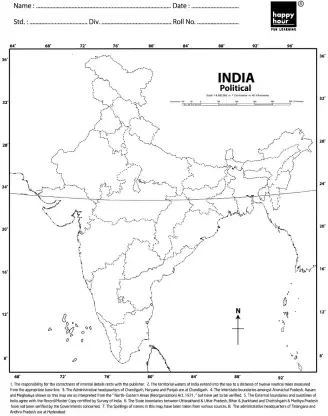 Name : ........................................ Date : ....................
Std. : .................... Div. .................... Roll No. ....................
happy
hour
FUN LEARNING
®
64° 68° 72° 76° 80° 84° 88° 92° 96°
INDIA
Political
36° 36°
32° 32°
28° 28°
24° 24°
20° 20°
16° 16°
12° 12°
N
8° 8°
68° 72° 76° 80° 84° 88° 92°
1. The responsibility for the correctness of internal details rests with the publisher. 2. The territorial waters of India extend into the sea to a distance of twelve nautical miles measured
from the appropriate base line. 3. The Administrative headquarters of Chandigarh, Haryana and Punjab are at Chandigarh. 4. The interstate boundaries amongst Arunachal Pradesh, Assam
and Meghalaya shown on this map are as interpreted from the "North-Eastern Areas (Reorganisation) Act, 1971," but have yet to be verified. 5. The External boundaries and coastlines of
India agree with the Record/Master Copy certified by Survey of India. 6. The State boundaries between Uttarakhand & Uttar Pradesh, Bihar & Jharkhand and Chhattisgarh & Madhya Pradesh
have not been verified by the Governments concerned. 7. The Spellings of names in this map have been taken from various sources. 8. The administrative headquarters of Telangana and
Andhra Pradesh are at Hyderabad